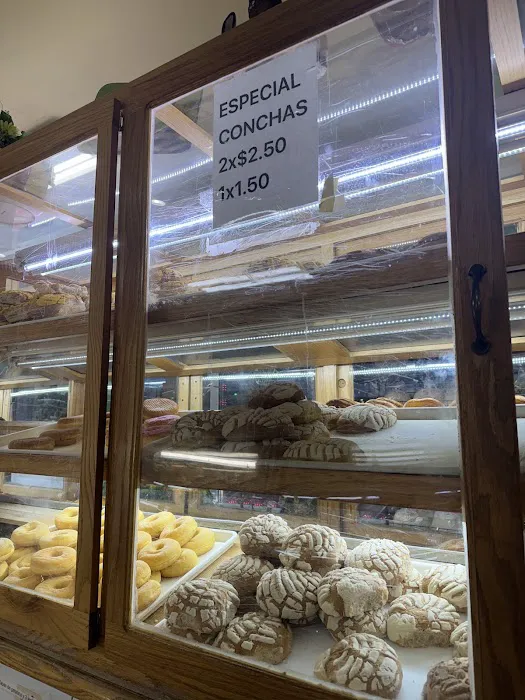 ESPECIAL
CONCHAS
2x$2.50
1x1.50